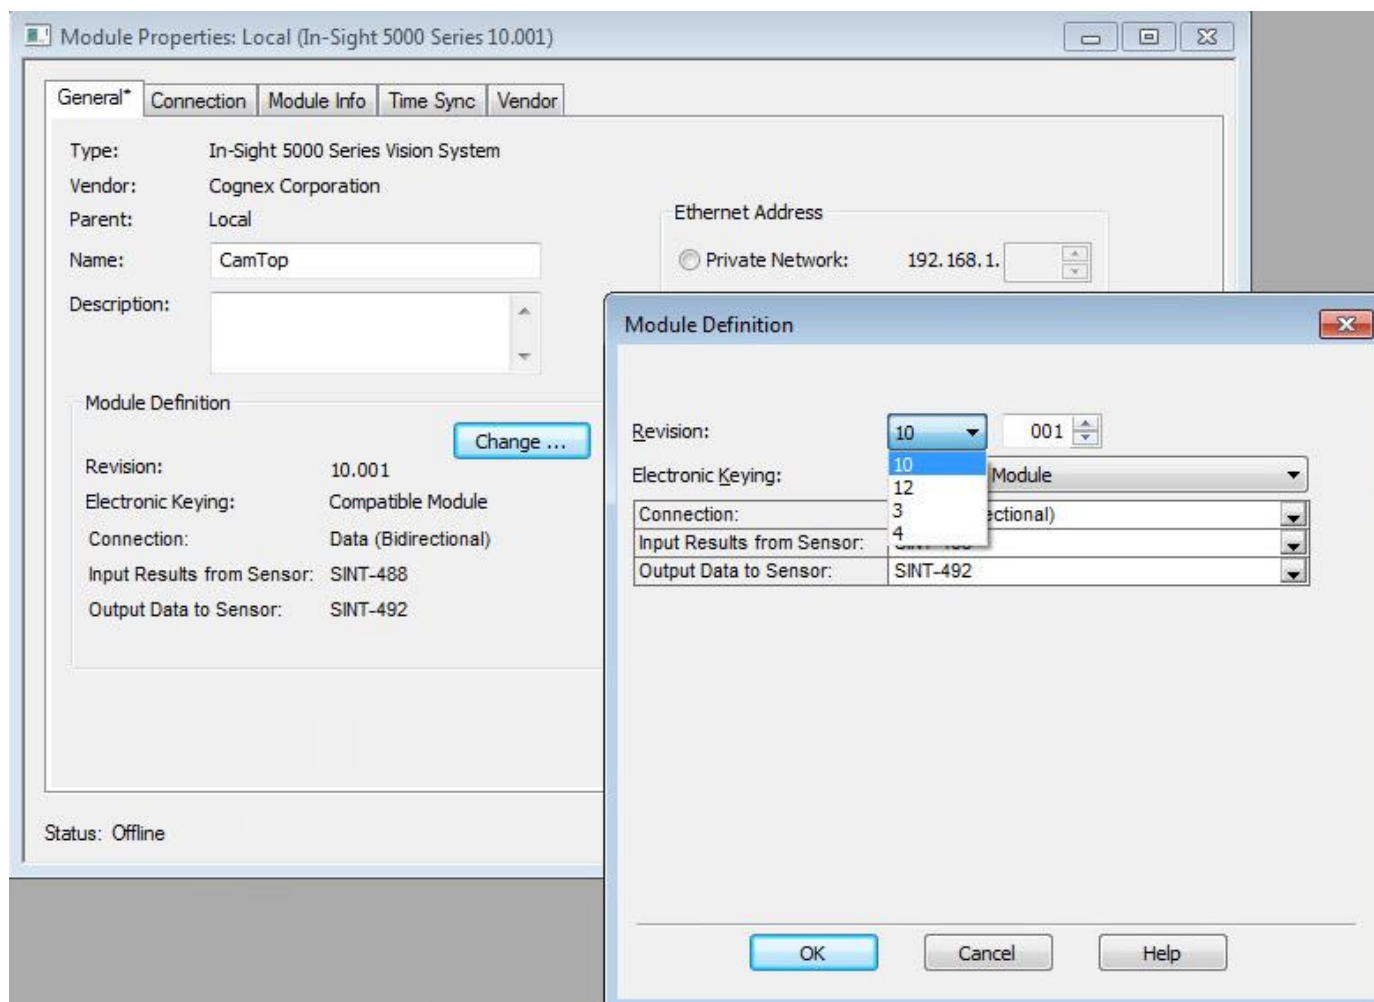 Module Properties: Local (In-Sight 5000 Series 10.001)
General* Connection Module Info Time Sync Vendor
Type: In-Sight 5000 Series Vision System
Vendor: Cognex Corporation
Parent: Local
Name: CamTop
Description:
Ethernet Address
Private Network: 192.168.1.
Module Definition
Change ...
Revision: 10.001
Electronic Keying: Compatible Module
Connection: Data (Bidirectional)
Input Results from Sensor: SINT-488
Output Data to Sensor: SINT-492
Status: Offline
Module Definition
Revision: 10 001
10
12
3
4
Electronic Keying: Module
Connection: ectional)
Input Results from Sensor:
Output Data to Sensor: SINT-492
OK Cancel Help